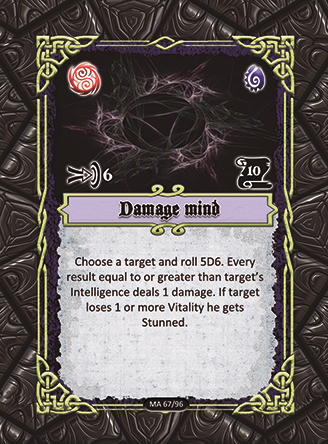 6
10
Damage mind
Choose a target and roll 5D6. Every
result equal to or greater than target's
Intelligence deals 1 damage. If target
loses 1 or more Vitality he gets
Stunned.
MA 67/96